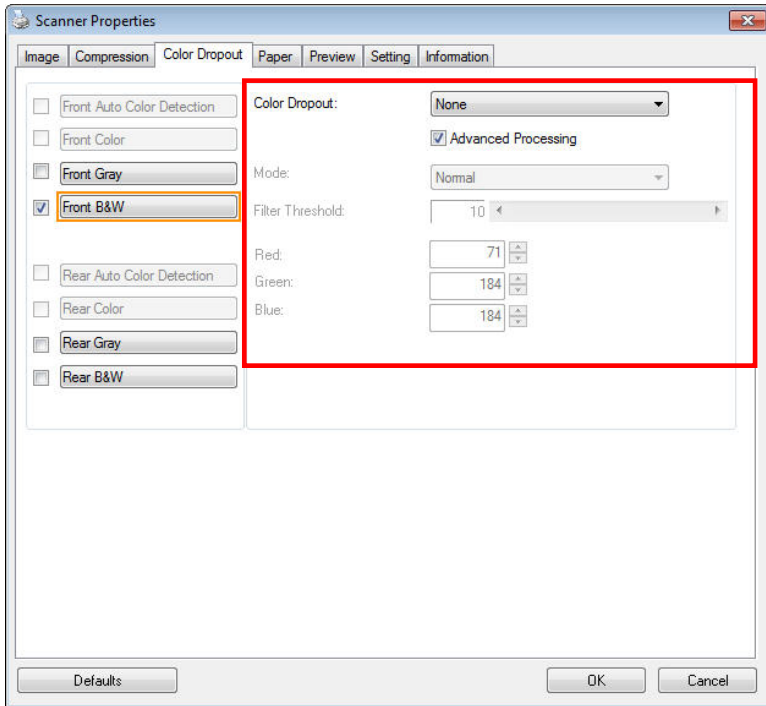 Scanner Properties
Image Compression Color Dropout Paper Preview Setting Information
Front Auto Color Detection
Front Color
Front Gray
Front B&W
Rear Auto Color Detection
Rear Color
Rear Gray
Rear B&W
Color Dropout: None
Advanced Processing
Mode: Normal
Filter Threshold: 10
Red: 71
Green: 184
Blue: 184
Defaults OK Cancel